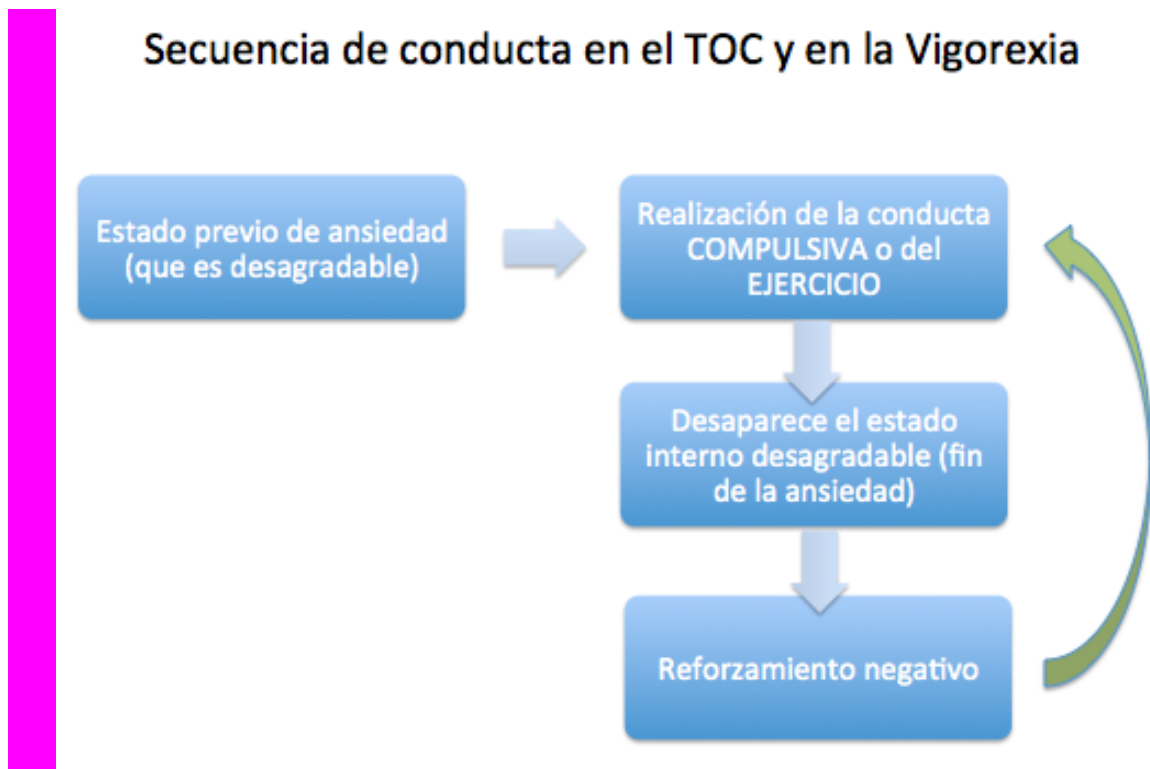 Secuencia de conducta en el TOC y en la Vigorexia
Estado previo de ansiedad
(que es desagradable)
Realización de la conducta
COMPULSIVA o del
EJERCICIO
Desaparece el estado
interno desagradable (fin
de la ansiedad)
Reforzamiento negativo